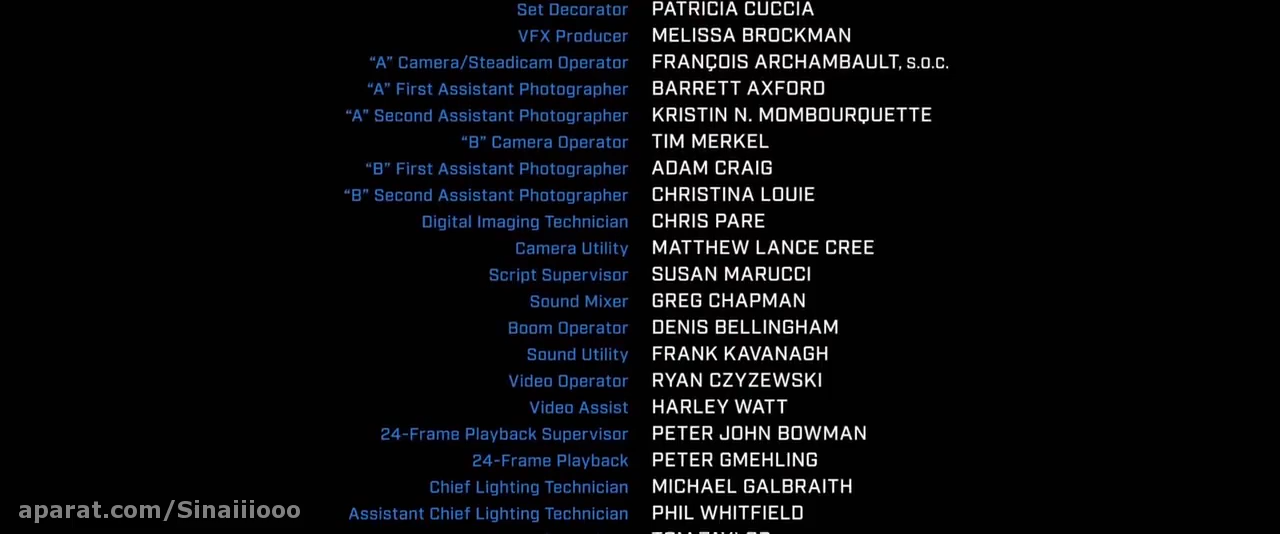 Set Decorator PATRICIA CUCCIA
VFX Producer MELISSA BROCKMAN
“A” Camera/Steadicam Operator FRANÇOIS ARCHAMBAULT, S.O.C.
“A” First Assistant Photographer BARRETT AXFORD
“A” Second Assistant Photographer KRISTIN N. MOMBOURQUETTE
“B” Camera Operator TIM MERKEL
“B” First Assistant Photographer ADAM CRAIG
“B” Second Assistant Photographer CHRISTINA LOUIE
Digital Imaging Technician CHRIS PARE
Camera Utility MATTHEW LANCE CREE
Script Supervisor SUSAN MARUCCI
Sound Mixer GREG CHAPMAN
Boom Operator DENIS BELLINGHAM
Sound Utility FRANK KAVANAGH
Video Operator RYAN CZYZEWSKI
Video Assist HARLEY WATT
24-Frame Playback Supervisor PETER JOHN BOWMAN
24-Frame Playback PETER GMEHLING
Chief Lighting Technician MICHAEL GALBRAITH
Assistant Chief Lighting Technician PHIL WHITFIELD
aparat.com/Sinaiiiooo